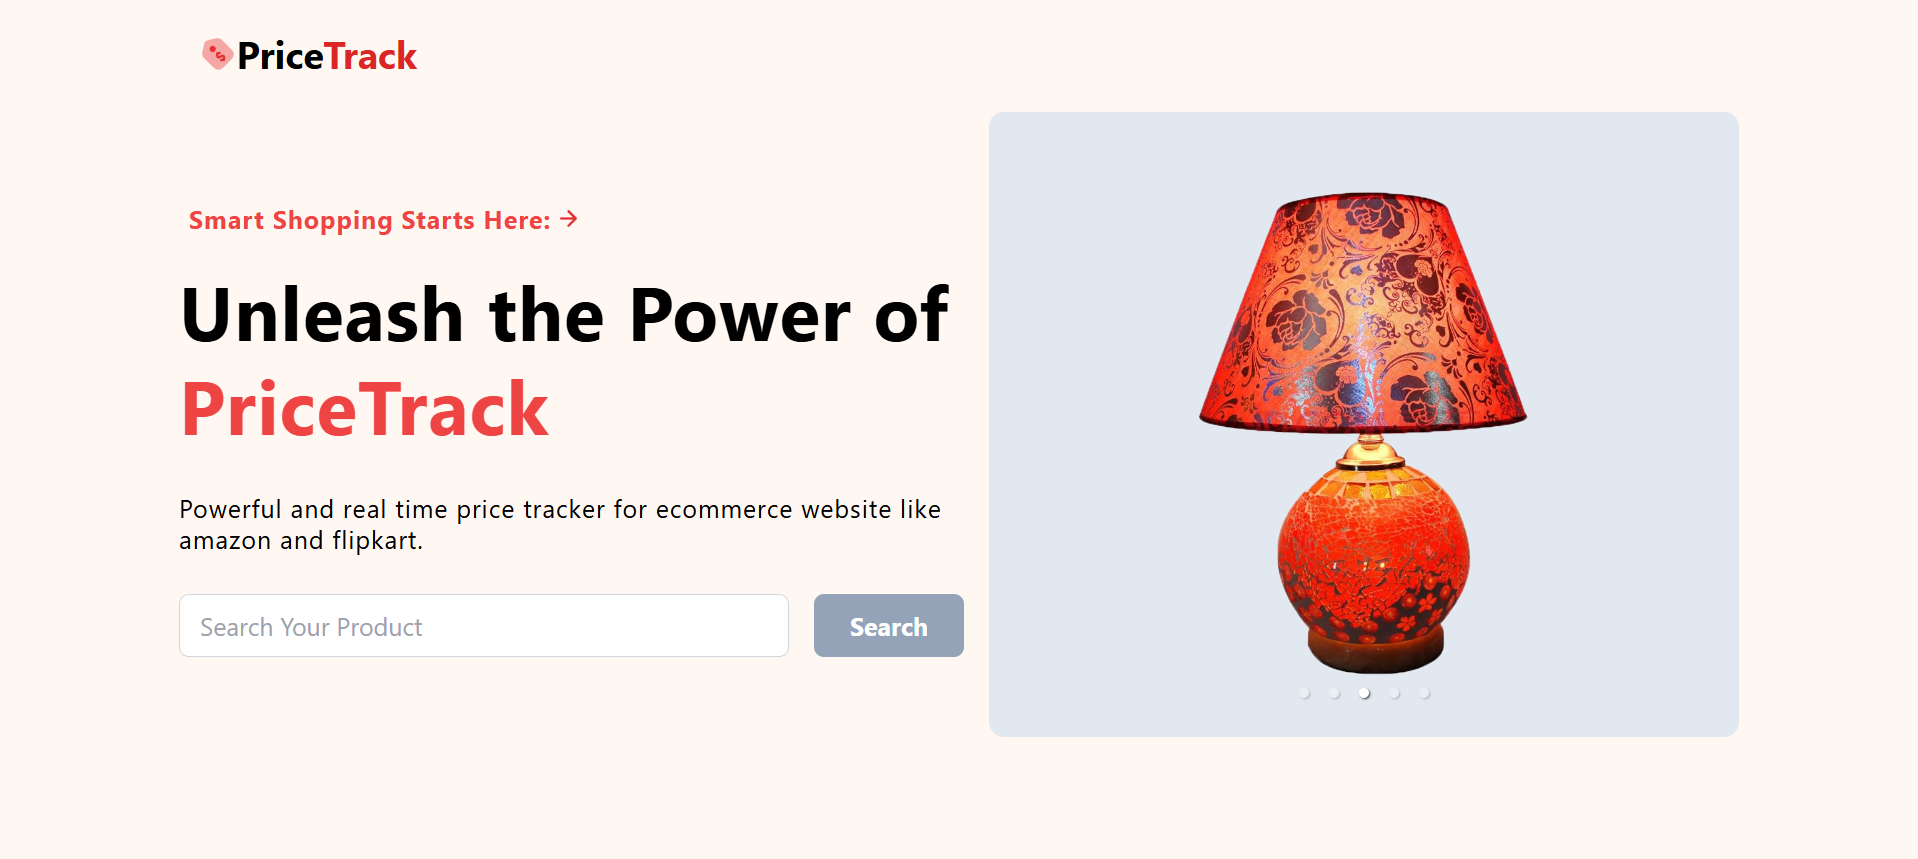 PriceTrack
Smart Shopping Starts Here: →
Unleash the Power of
PriceTrack
Powerful and real time price tracker for ecommerce website like
amazon and flipkart.
Search Your Product
Search